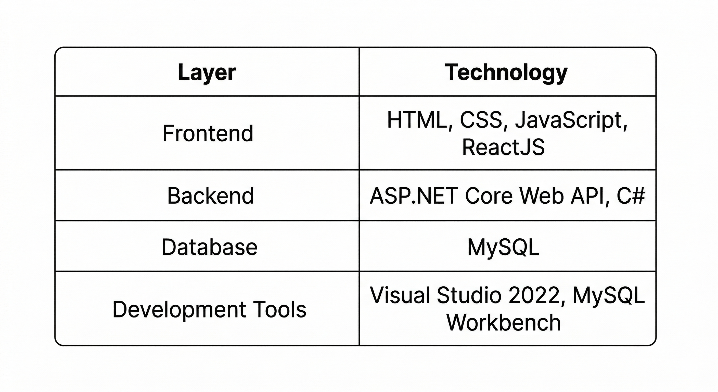 Layer Technology
Frontend HTML, CSS, JavaScript,
ReactJS
Backend ASP.NET Core Web API, C#
Database MySQL
Development Tools Visual Studio 2022, MySQL
Workbench